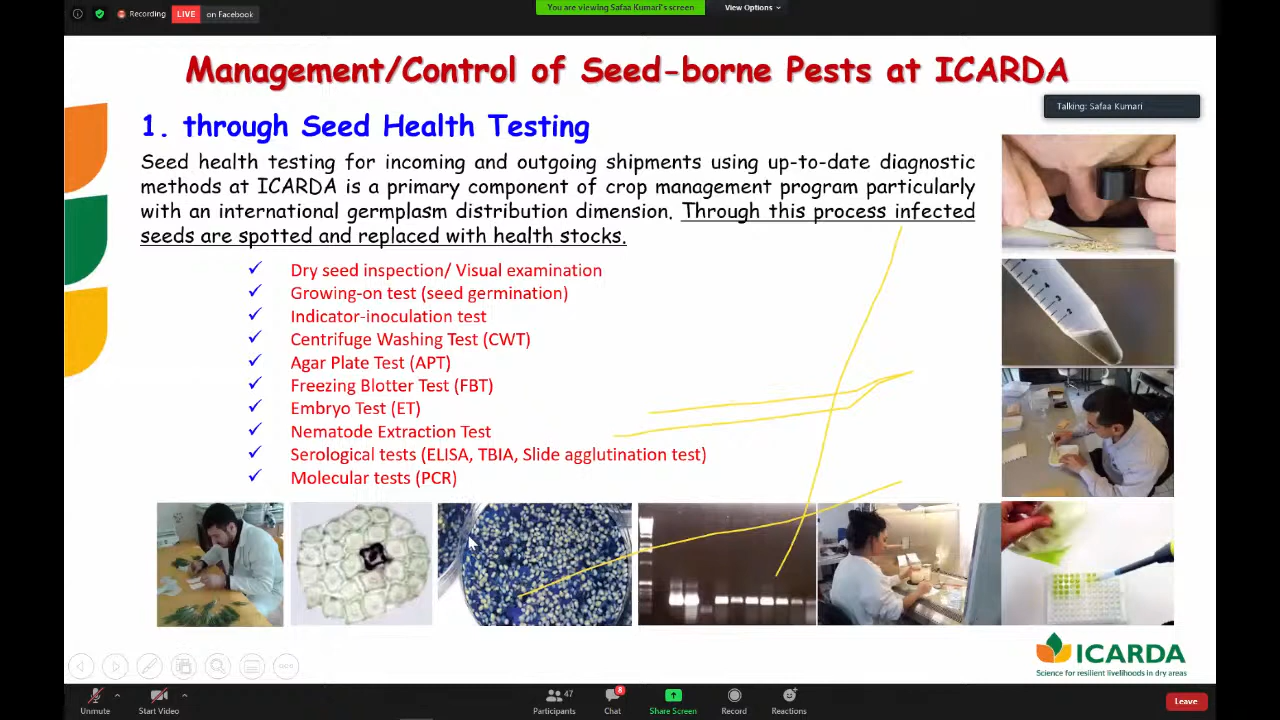 Recording
LIVE
on Facebook
You are viewing Safaa Kumari's screen
View Options
Management/Control of Seed-borne Pests at ICARDA
Talking: Safaa Kumari
1. through Seed Health Testing
Seed health testing for incoming and outgoing shipments using up-to-date diagnostic
methods at ICARDA is a primary component of crop management program particularly
with an international germplasm distribution dimension. Through this process infected
seeds are spotted and replaced with health stocks.
✓ Dry seed inspection/ Visual examination
✓ Growing-on test (seed germination)
✓ Indicator-inoculation test
✓ Centrifuge Washing Test (CWT)
✓ Agar Plate Test (APT)
✓ Freezing Blotter Test (FBT)
✓ Embryo Test (ET)
✓ Nematode Extraction Test
✓ Serological tests (ELISA, TBIA, Slide agglutination test)
✓ Molecular tests (PCR)
ICARDA
Science for resilient livelihoods in dry areas
Unmute
Start Video
47
Participants
8
Chat
Share Screen
Record
Reactions
Leave